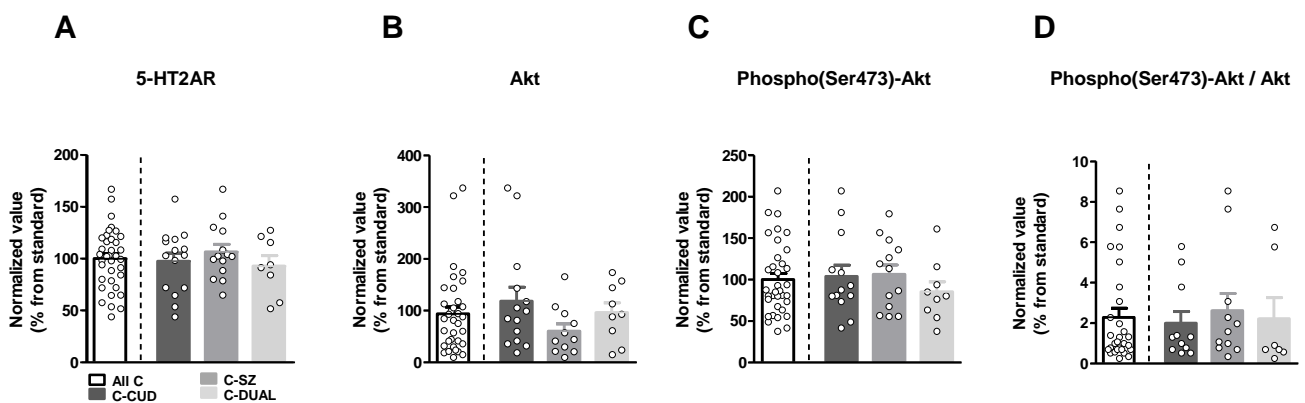 A
B
C
D
5-HT2AR
Akt
Phospho(Ser473)-Akt
Phospho(Ser473)-Akt / Akt
Normalized value
(% from standard)
200
150
100
50
0
Normalized value
(% from standard)
400
300
200
100
0
Normalized value
(% from standard)
250
200
150
100
50
0
Normalized value
(% from standard)
10
8
6
4
2
0
All C
C-CUD
C-SZ
C-DUAL